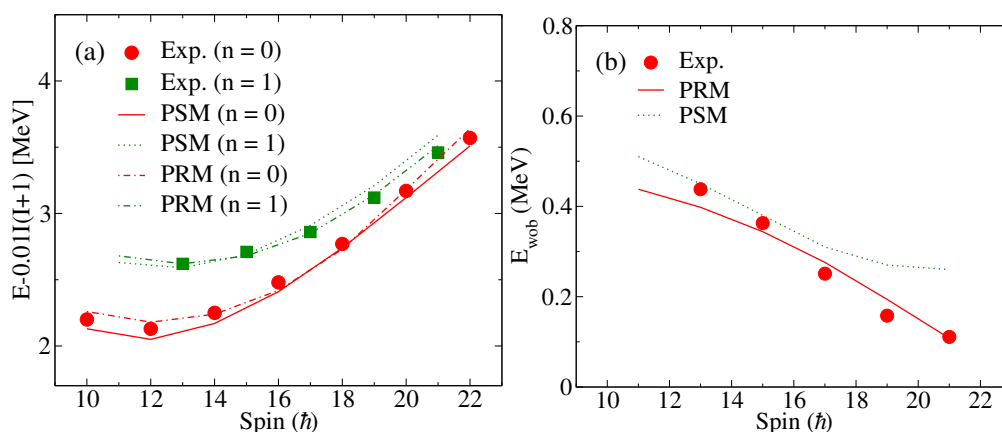 (a)
Exp. (n = 0)
Exp. (n = 1)
PSM (n = 0)
PSM (n = 1)
PRM (n = 0)
PRM (n = 1)
E-0.01I(I+1) [MeV]
4
3
2
10 12 14 16 18 20 22
Spin (ħ)
(b)
Exp.
PRM
PSM
E_wob (MeV)
0.8
0.6
0.4
0.2
0
10 12 14 16 18 20 22
Spin (ħ)